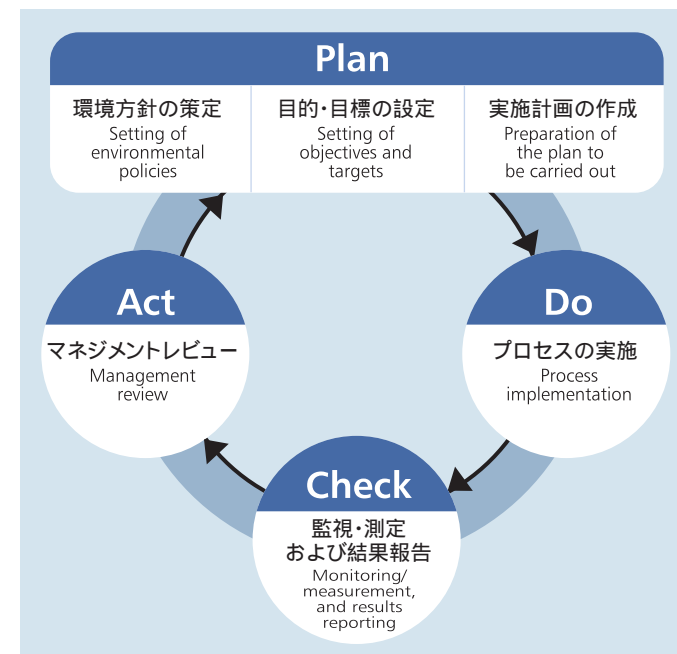 Plan
環境方針の策定
Setting of
environmental
policies
目的・目標の設定
Setting of
objectives and
targets
実施計画の作成
Preparation of
the plan to
be carried out
Do
プロセスの実施
Process
implementation
Check
監視・測定
および結果報告
Monitoring/
measurement,
and results
reporting
Act
マネジメントレビュー
Management
review